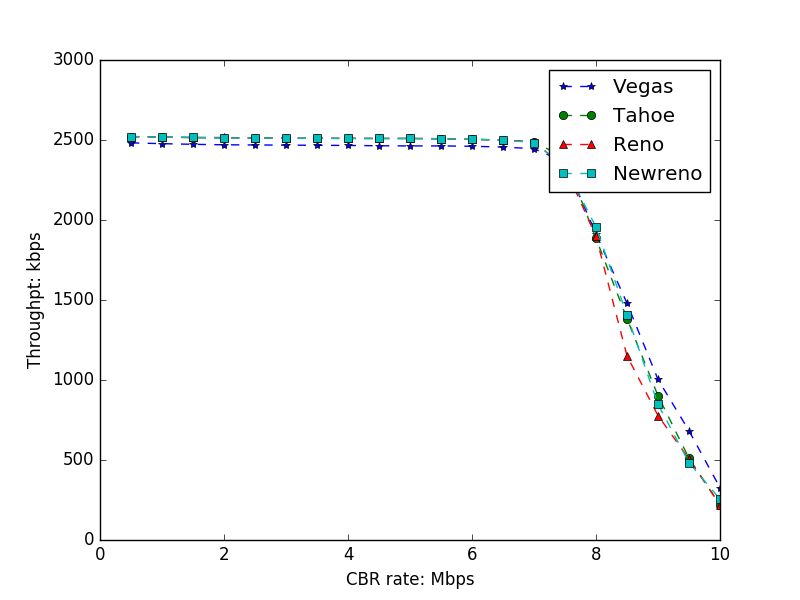 3000
2500
2000
1500
1000
500
0
Throughpt: kbps
Vegas
Tahoe
Reno
Newreno
0 2 4 6 8 10
CBR rate: Mbps